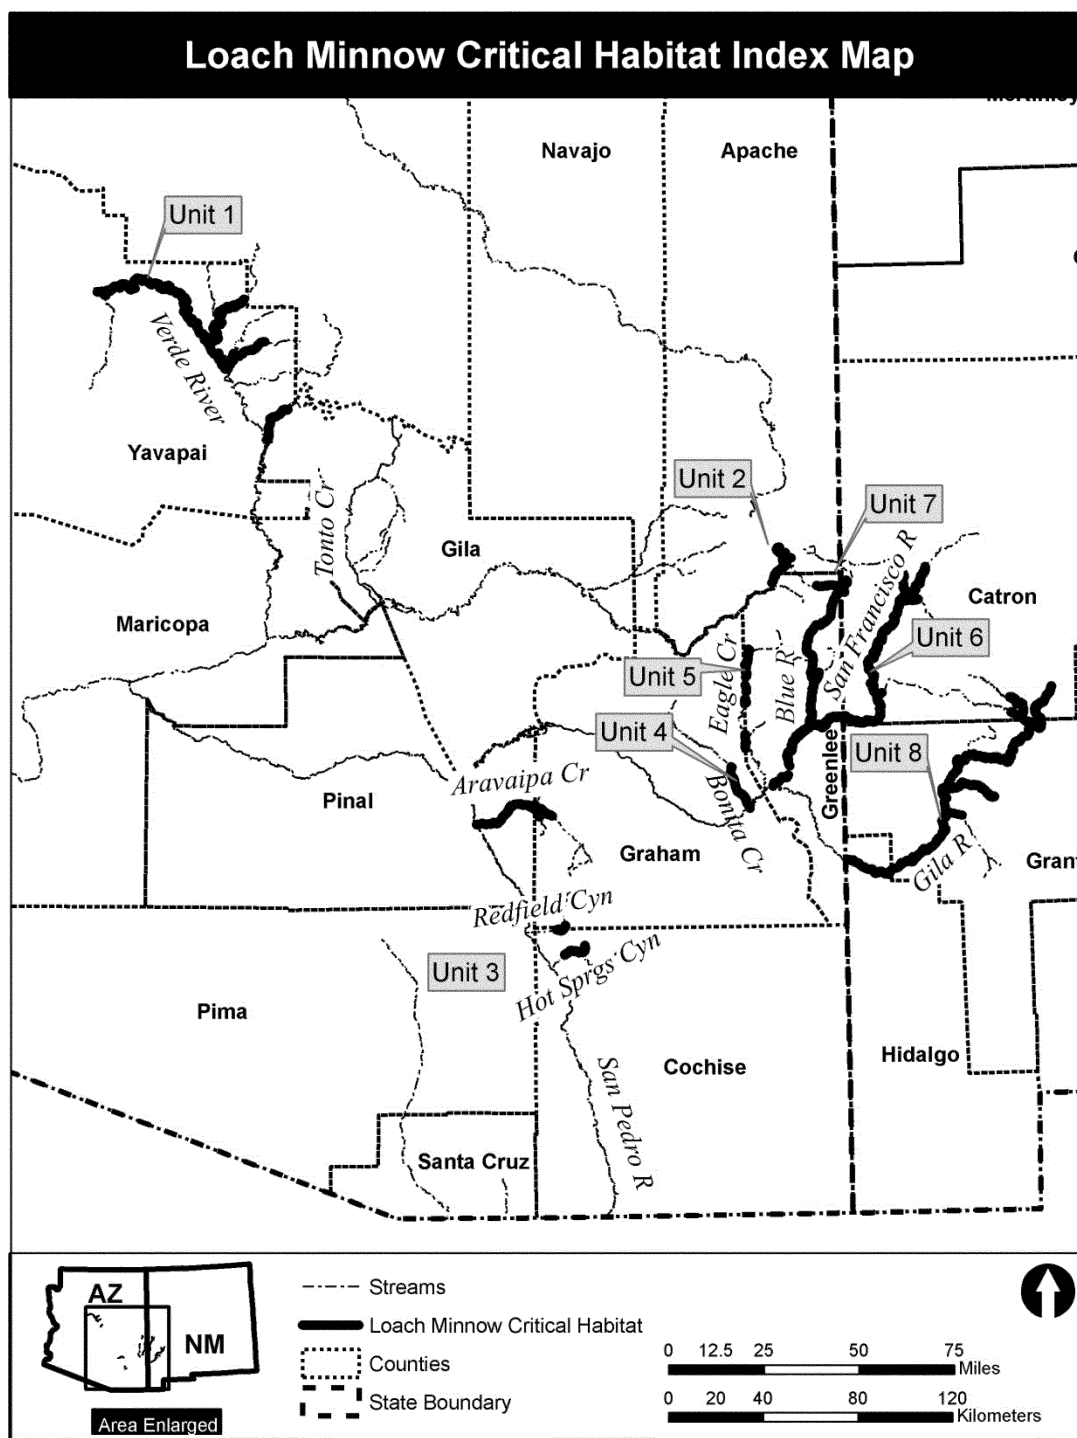 Loach Minnow Critical Habitat Index Map
Navajo
Apache
Unit 1
Verde River
Yavapai
Unit 2
Unit 7
Tonto Cr
Gila
San Francisco R
Catron
Maricopa
Unit 6
Unit 5
Eagle Cr
Blue R
Unit 4
Greenlee
Unit 8
Aravaipa Cr
Pinal
Bonita Cr
Graham
Gila R
Grant
Redfield Cyn
Unit 3
Hot Sprgs Cyn
Pima
Cochise
Hidalgo
San Pedro R
Santa Cruz
AZ
NM
Area Enlarged
Streams
Loach Minnow Critical Habitat
Counties
State Boundary
0 12.5 25 50 75
Miles
0 20 40 80 120
Kilometers